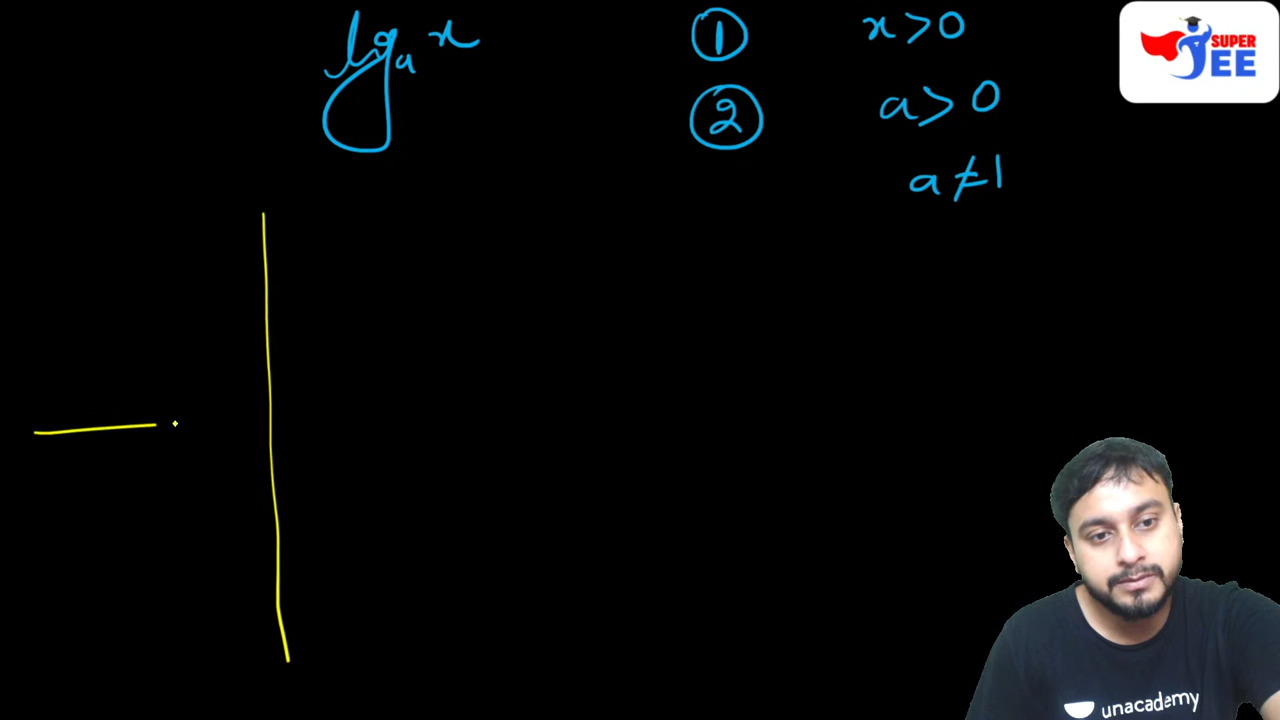 log_a x
① x > 0
② a > 0
a ≠ 1
SUPER
JEE
unacademy